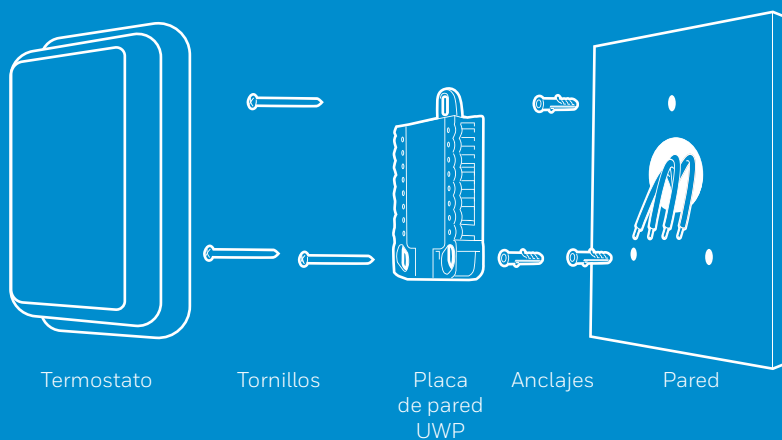 Termostato
Tornillos
Placa
de pared
UWP
Anclajes
Pared